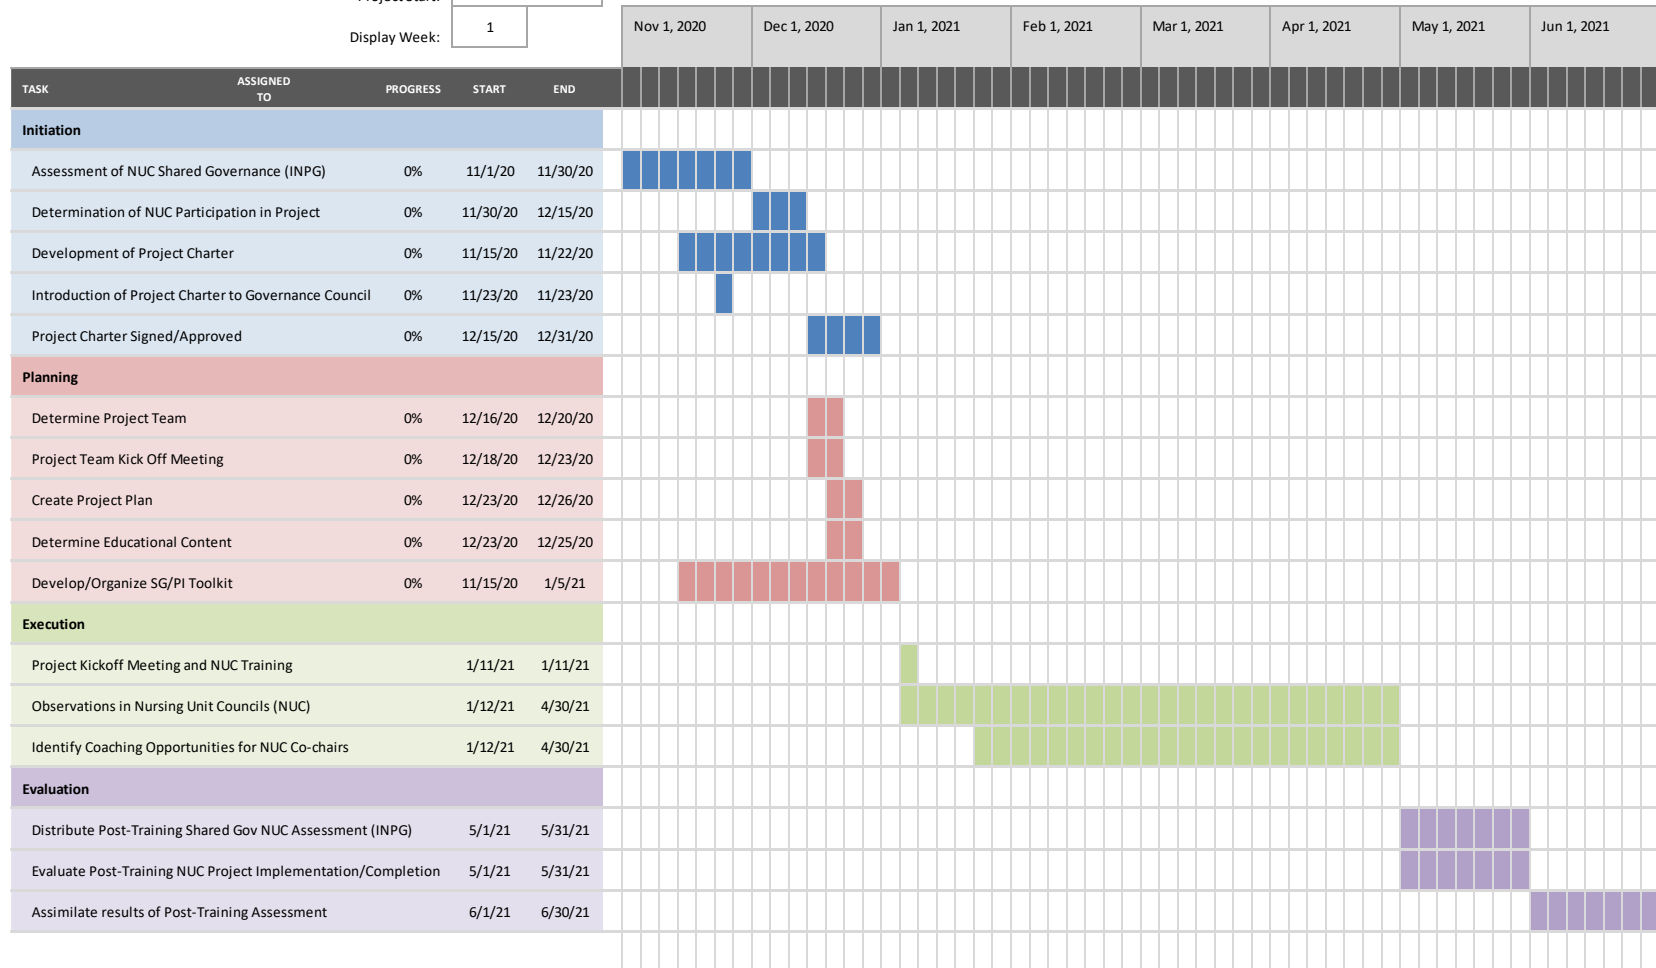 Project Start:
Display Week: 1
Nov 1, 2020 Dec 1, 2020 Jan 1, 2021 Feb 1, 2021 Mar 1, 2021 Apr 1, 2021 May 1, 2021 Jun 1, 2021
TASK ASSIGNED TO PROGRESS START END
Initiation
Assessment of NUC Shared Governance (INPG) 0% 11/1/20 11/30/20
Determination of NUC Participation in Project 0% 11/30/20 12/15/20
Development of Project Charter 0% 11/15/20 11/22/20
Introduction of Project Charter to Governance Council 0% 11/23/20 11/23/20
Project Charter Signed/Approved 0% 12/15/20 12/31/20
Planning
Determine Project Team 0% 12/16/20 12/20/20
Project Team Kick Off Meeting 0% 12/18/20 12/23/20
Create Project Plan 0% 12/23/20 12/26/20
Determine Educational Content 0% 12/23/20 12/25/20
Develop/Organize SG/PI Toolkit 0% 11/15/20 1/5/21
Execution
Project Kickoff Meeting and NUC Training 1/11/21 1/11/21
Observations in Nursing Unit Councils (NUC) 1/12/21 4/30/21
Identify Coaching Opportunities for NUC Co-chairs 1/12/21 4/30/21
Evaluation
Distribute Post-Training Shared Gov NUC Assessment (INPG) 5/1/21 5/31/21
Evaluate Post-Training NUC Project Implementation/Completion 5/1/21 5/31/21
Assimilate results of Post-Training Assessment 6/1/21 6/30/21